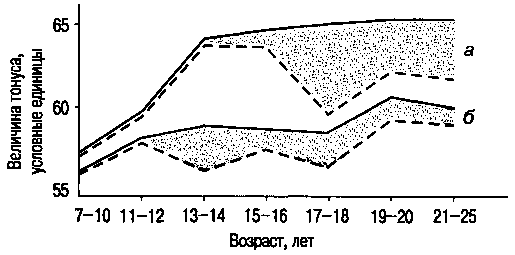 Величина тонуса,
условные единицы
65
60
55
а
б
7–10 11–12 13–14 15–16 17–18 19–20 21–25
Возраст, лет